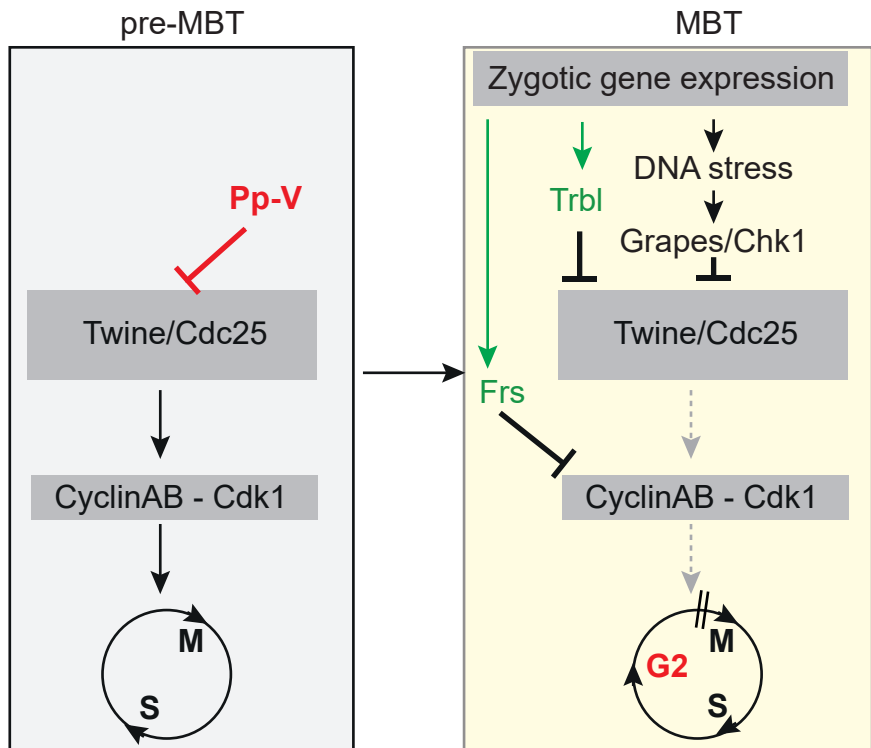 pre-MBT
Pp-V
Twine/Cdc25
CyclinAB - Cdk1
M
S
MBT
Zygotic gene expression
DNA stress
Trbl
Grapes/Chk1
Twine/Cdc25
Frs
CyclinAB - Cdk1
M
G2
S